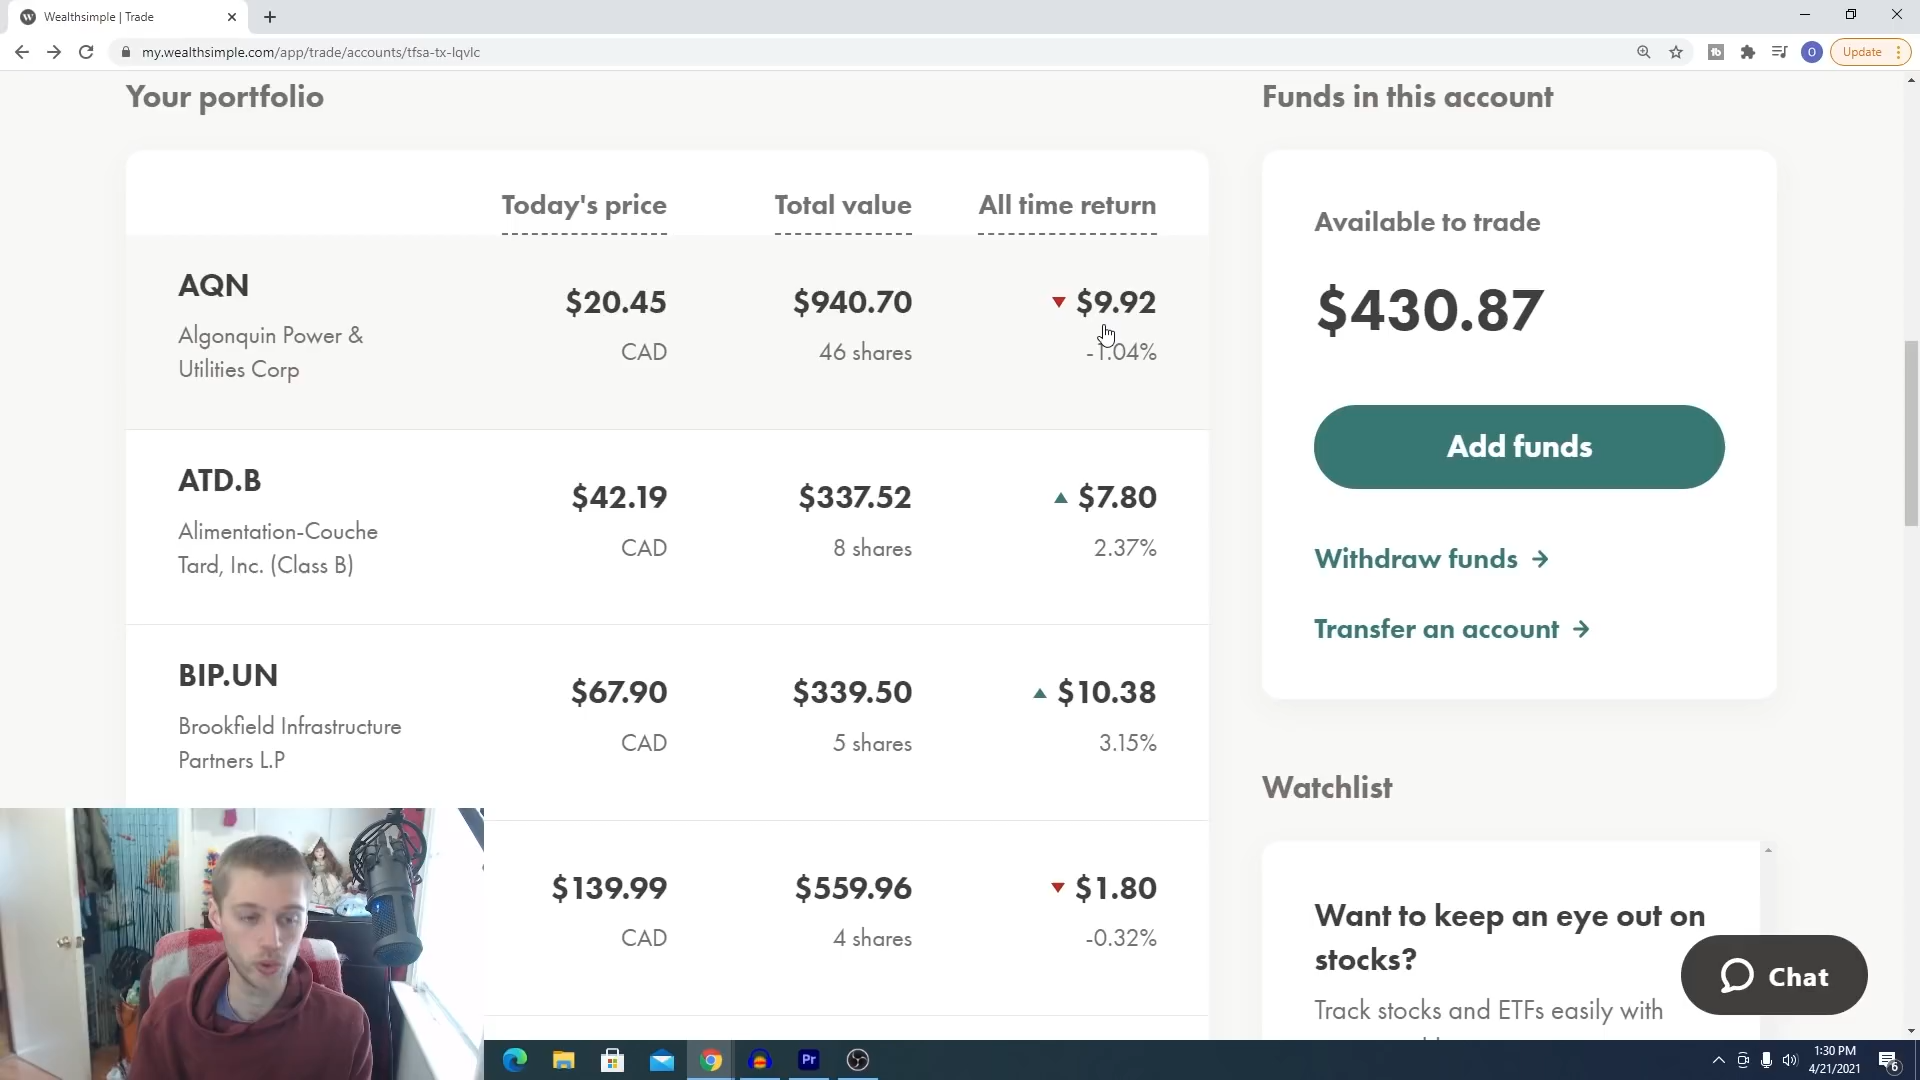 Wealthsimple | Trade
my.wealthsimple.com/app/trade/accounts/tfsa-tx-lqvlc
Update
Your portfolio
Today's price
Total value
All time return
AQN
Algonquin Power &
Utilities Corp
$20.45
CAD
$940.70
46 shares
$9.92
-1.04%
ATD.B
Alimentation-Couche
Tard, Inc. (Class B)
$42.19
CAD
$337.52
8 shares
$7.80
2.37%
BIP.UN
Brookfield Infrastructure
Partners L.P
$67.90
CAD
$339.50
5 shares
$10.38
3.15%
$139.99
CAD
$559.96
4 shares
$1.80
-0.32%
Funds in this account
Available to trade
$430.87
Add funds
Withdraw funds
Transfer an account
Watchlist
Want to keep an eye out on
stocks?
Track stocks and ETFs easily with
Chat
Pr
1:30 PM
4/21/2021
6